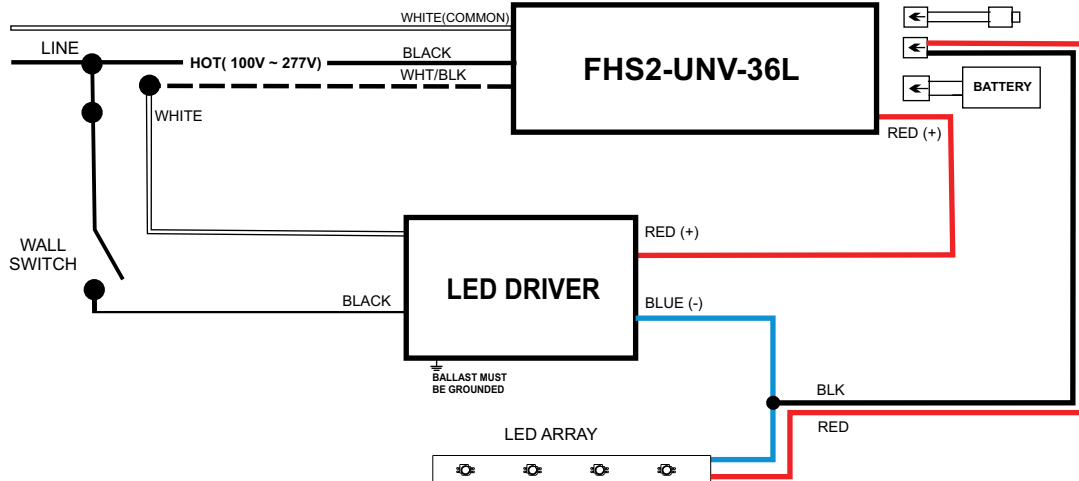 WHITE(COMMON)
LINE
HOT( 100V ~ 277V)
BLACK
WHT/BLK
FHS2-UNV-36L
BATTERY
WHITE
RED (+)
RED (+)
WALL
SWITCH
LED DRIVER
BLACK
BLUE (-)
BALLAST MUST
BE GROUNDED
BLK
RED
LED ARRAY